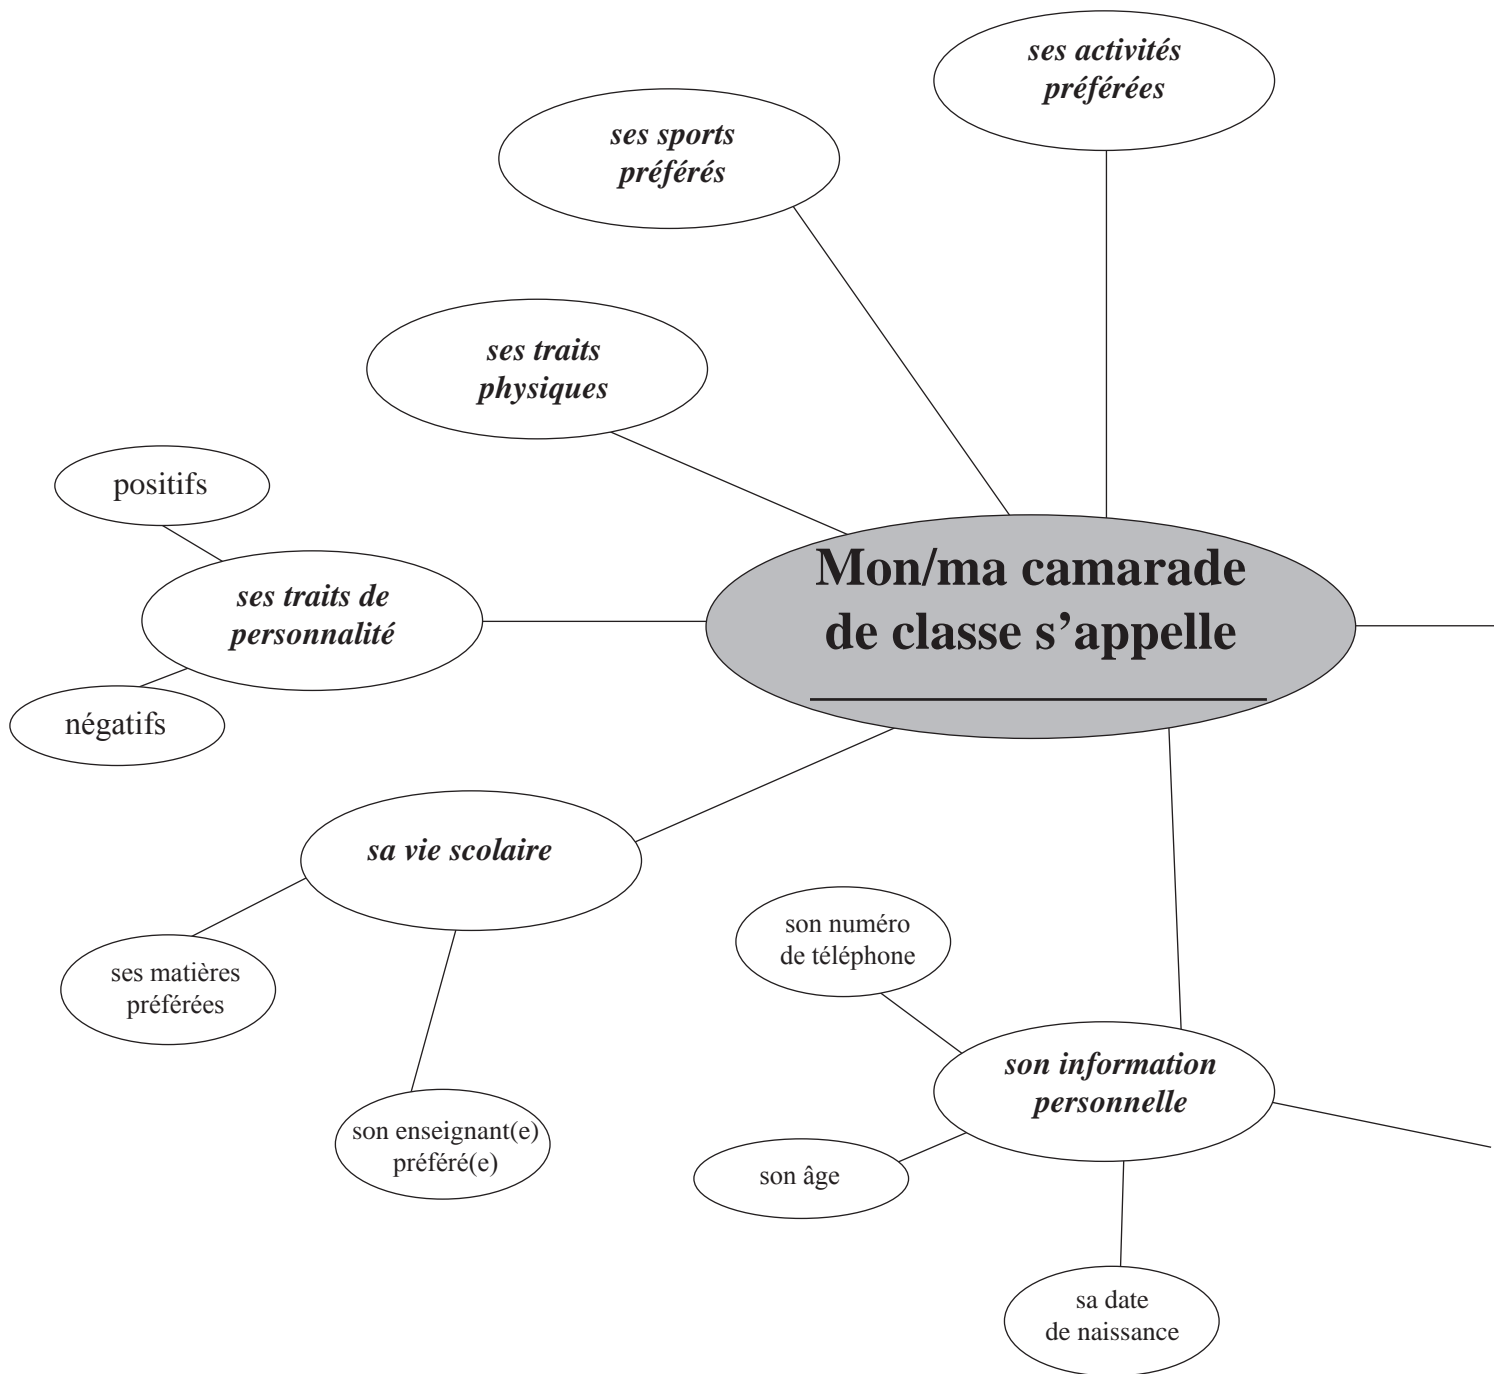 ses activités
préférées
ses sports
préférés
ses traits
physiques
positifs
ses traits de
personnalité
négatifs
Mon/ma camarade
de classe s’appelle
sa vie scolaire
ses matières
préférées
son enseignant(e)
préféré(e)
son numéro
de téléphone
son information
personnelle
son âge
sa date
de naissance